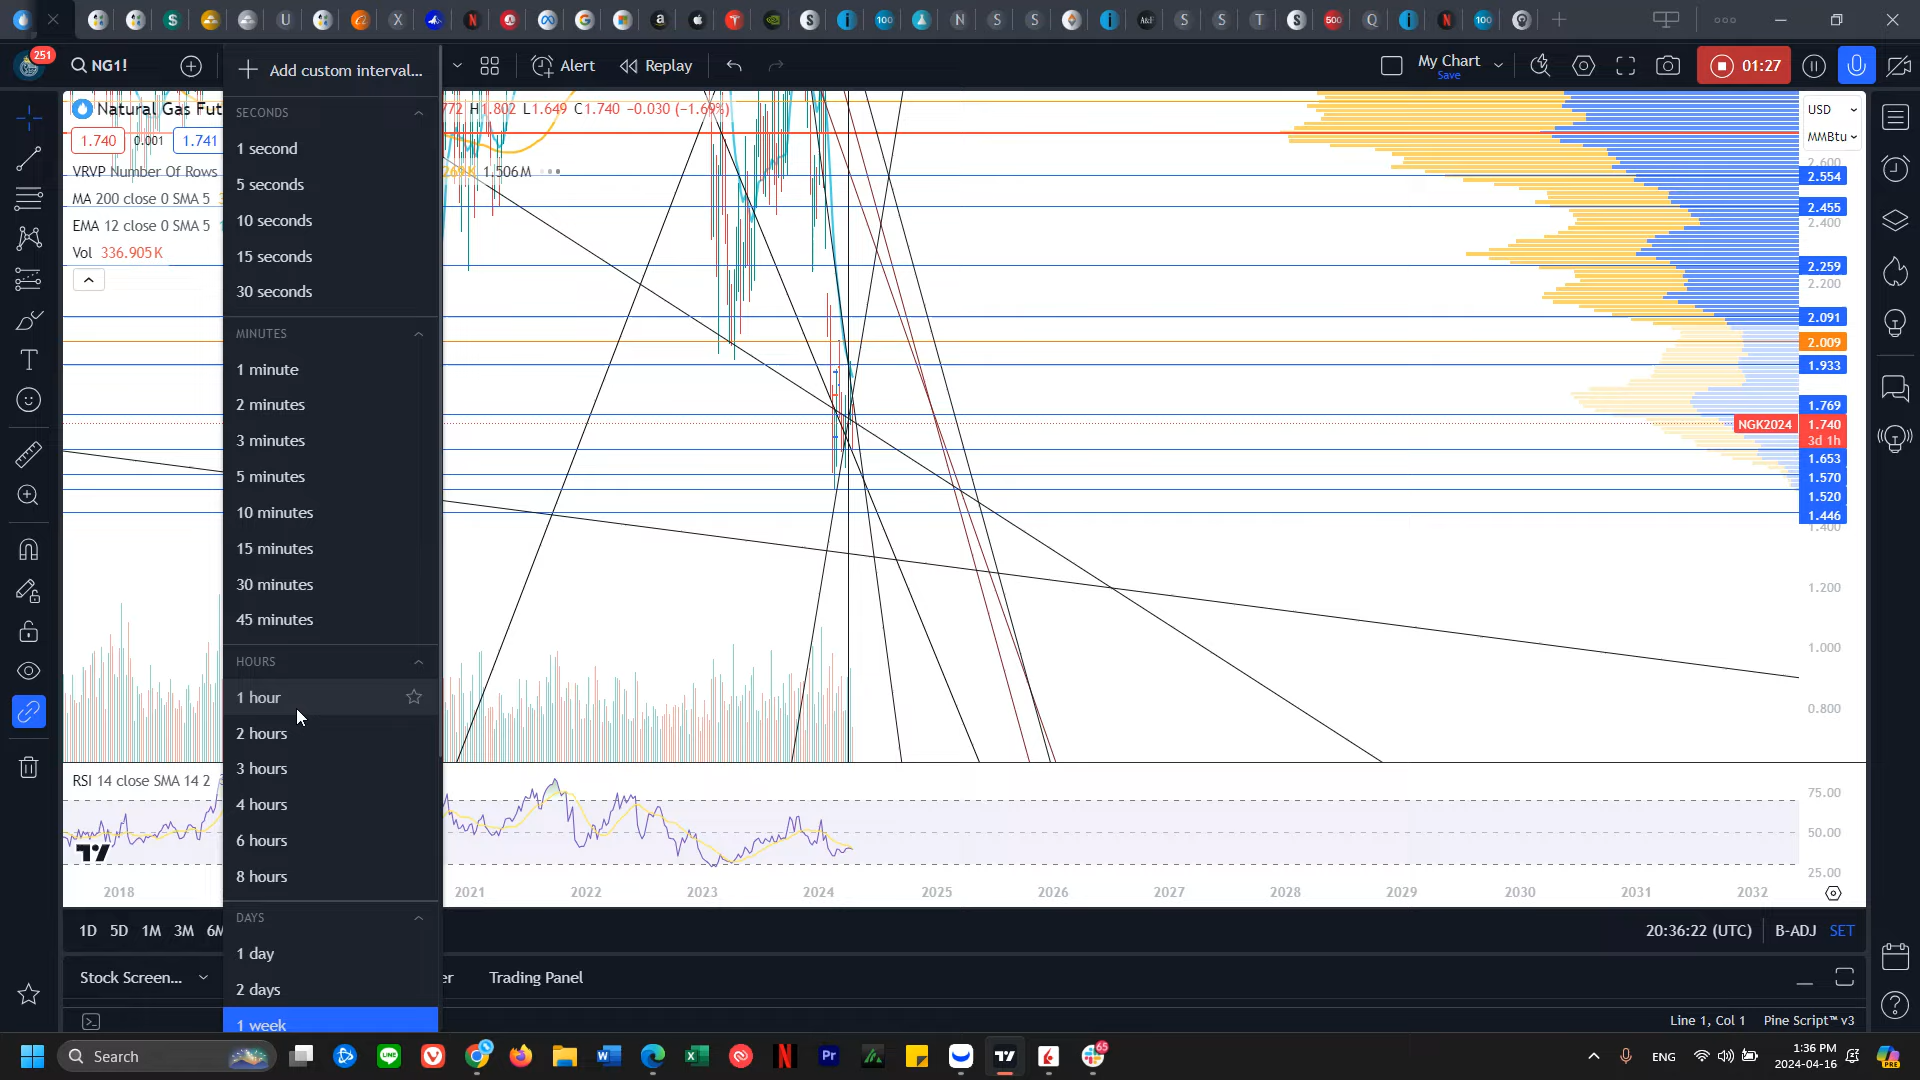 251
NG1!
Add custom interval...
Alert
Replay
My Chart
Save
01:27
Natural Gas Fut
772 H1.802 L1.649 C1.740 −0.030 (−1.69%)
USD
MMBtu
1.740
0.001
1.741
VRVP Number Of Rows
1.506M
MA 200 close 0 SMA 5
EMA 12 close 0 SMA 5
Vol 336.905K
SECONDS
1 second
5 seconds
10 seconds
15 seconds
30 seconds
MINUTES
1 minute
2 minutes
3 minutes
5 minutes
10 minutes
15 minutes
30 minutes
45 minutes
HOURS
1 hour
2 hours
3 hours
4 hours
6 hours
8 hours
DAYS
1 day
2 days
1 week
2.600
2.554
2.455
2.400
2.259
2.200
2.091
2.009
1.933
1.769
NGK2024
1.740
3d 1h
1.653
1.570
1.520
1.446
1.400
1.200
1.000
0.800
RSI 14 close SMA 14 2
75.00
50.00
25.00
2018
2021
2022
2023
2024
2025
2026
2027
2028
2029
2030
2031
2032
1D 5D 1M 3M 6M
20:36:22 (UTC)
B-ADJ
SET
Stock Screen...
er
Trading Panel
Line 1, Col 1
Pine Script™ v3
Search
ENG
1:36 PM
2024-04-16
65